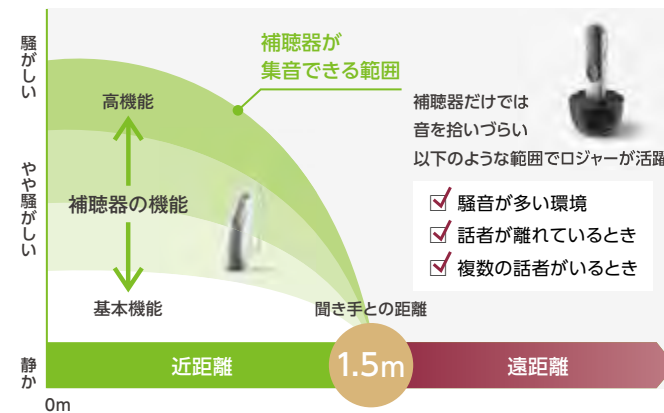 騒がしい
やや騒がしい
静か
補聴器が
集音できる範囲
高機能
補聴器の機能
基本機能
補聴器だけでは
音を拾いづらい
以下のような範囲でロジャーが活躍
騒音が多い環境
話者が離れているとき
複数の話者がいるとき
聞き手との距離
近距離
1.5m
遠距離
0m